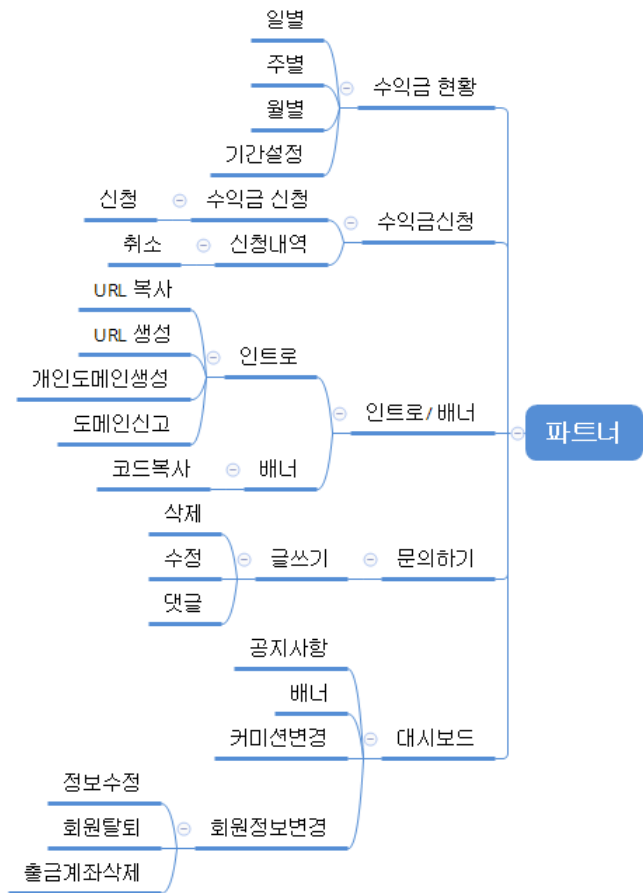 일별
주별
수익금 현황
월별
기간설정
신청
수익금 신청
수익금신청
취소
신청내역
URL 복사
URL 생성
인트로
개인도메인생성
도메인신고
인트로/ 배너
파트너
코드복사
배너
삭제
수정
글쓰기
문의하기
댓글
공지사항
배너
커미션변경
대시보드
정보수정
회원탈퇴
회원정보변경
출금계좌삭제